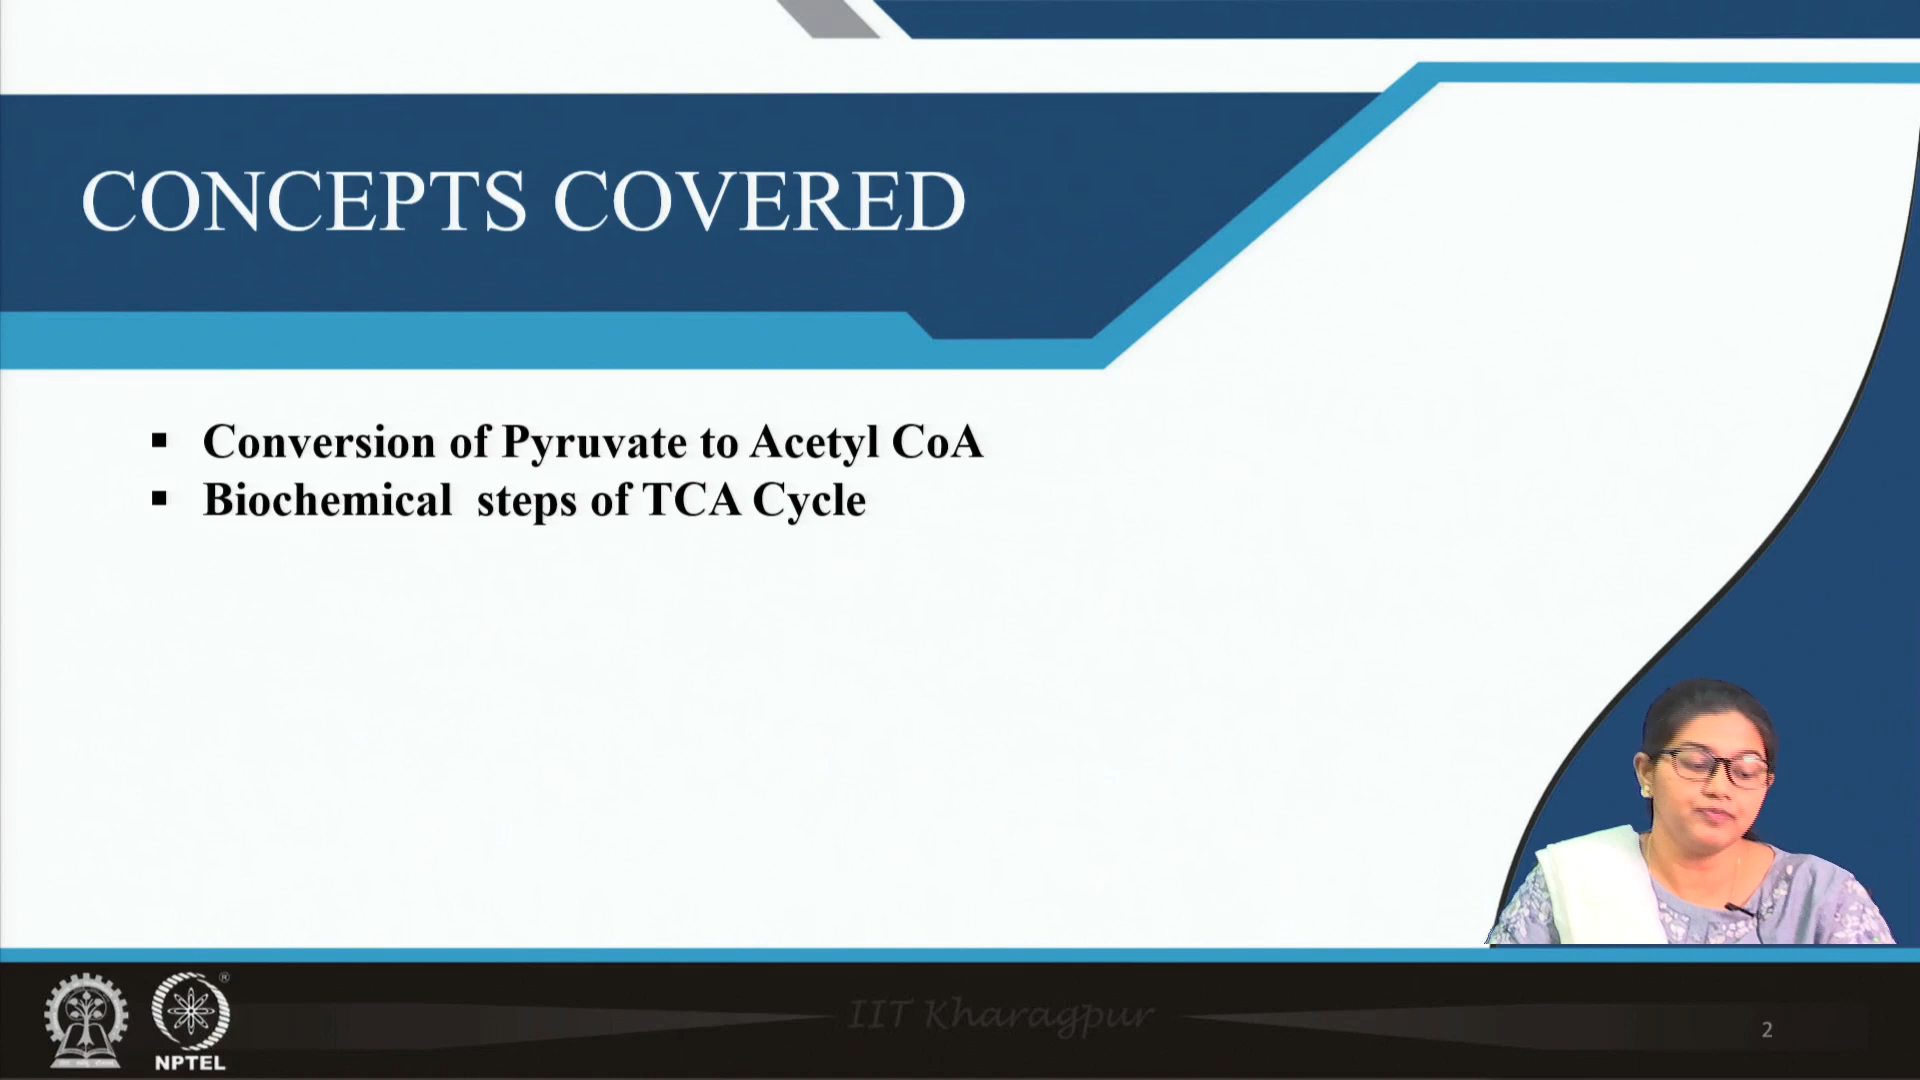 CONCEPTS COVERED
▪ Conversion of Pyruvate to Acetyl CoA
▪ Biochemical steps of TCA Cycle
IIT Kharagpur
®
NPTEL
2